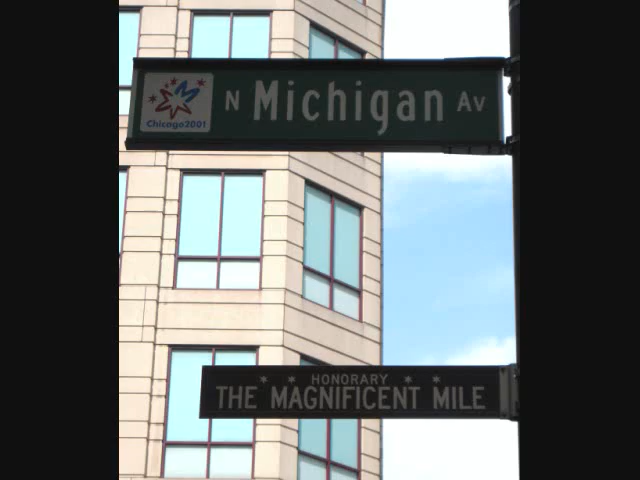 N Michigan Av
Chicago2001
* * HONORARY * *
THE MAGNIFICENT MILE